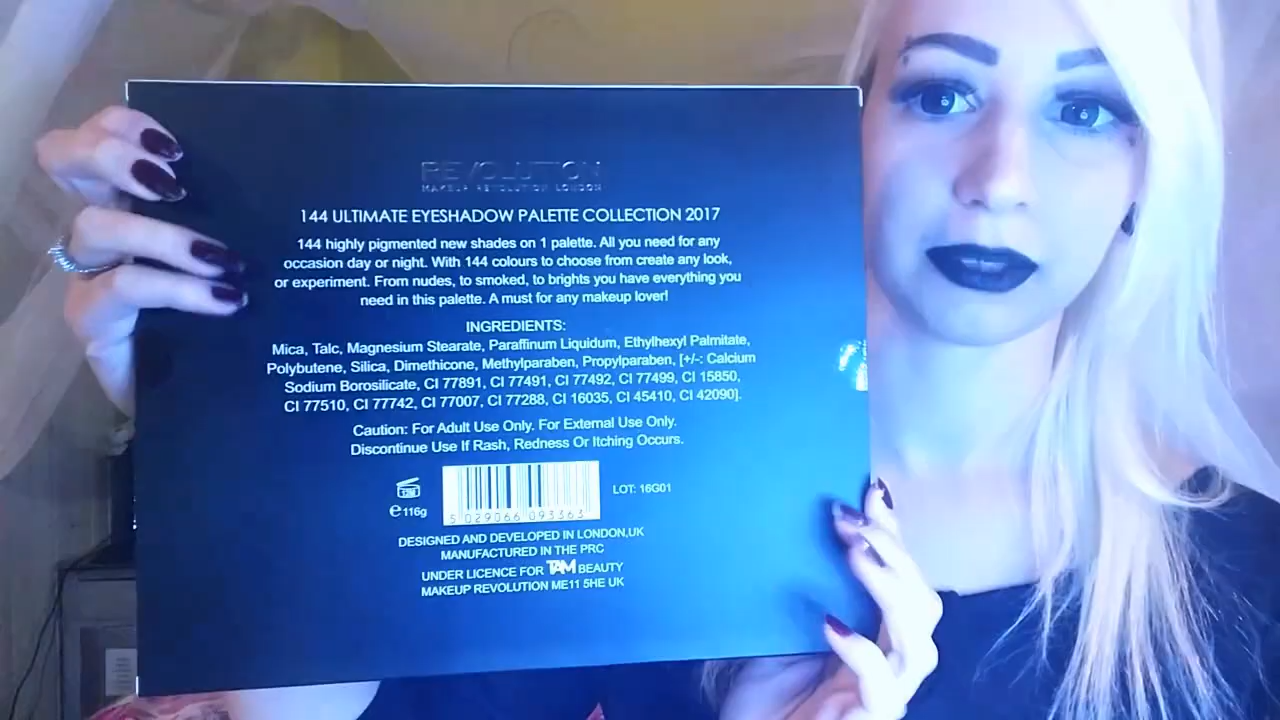 REVOLUTION
MAKEUP REVOLUTION LONDON
144 ULTIMATE EYESHADOW PALETTE COLLECTION 2017
144 highly pigmented new shades on 1 palette. All you need for any
occasion day or night. With 144 colours to choose from create any look,
or experiment. From nudes, to smoked, to brights you have everything you
need in this palette. A must for any makeup lover!
INGREDIENTS:
Mica, Talc, Magnesium Stearate, Paraffinum Liquidum, Ethylhexyl Palmitate,
Polybutene, Silica, Dimethicone, Methylparaben, Propylparaben, [+/-: Calcium
Sodium Borosilicate, CI 77891, CI 77491, CI 77492, CI 77499, CI 15850,
CI 77510, CI 77742, CI 77007, CI 77288, CI 16035, CI 45410, CI 42090].
Caution: For Adult Use Only. For External Use Only.
Discontinue Use If Rash, Redness Or Itching Occurs.
12M
e116g
5 029066 093363
LOT: 16G01
DESIGNED AND DEVELOPED IN LONDON,UK
MANUFACTURED IN THE PRC
UNDER LICENCE FOR TAM BEAUTY
MAKEUP REVOLUTION ME11 5HE UK